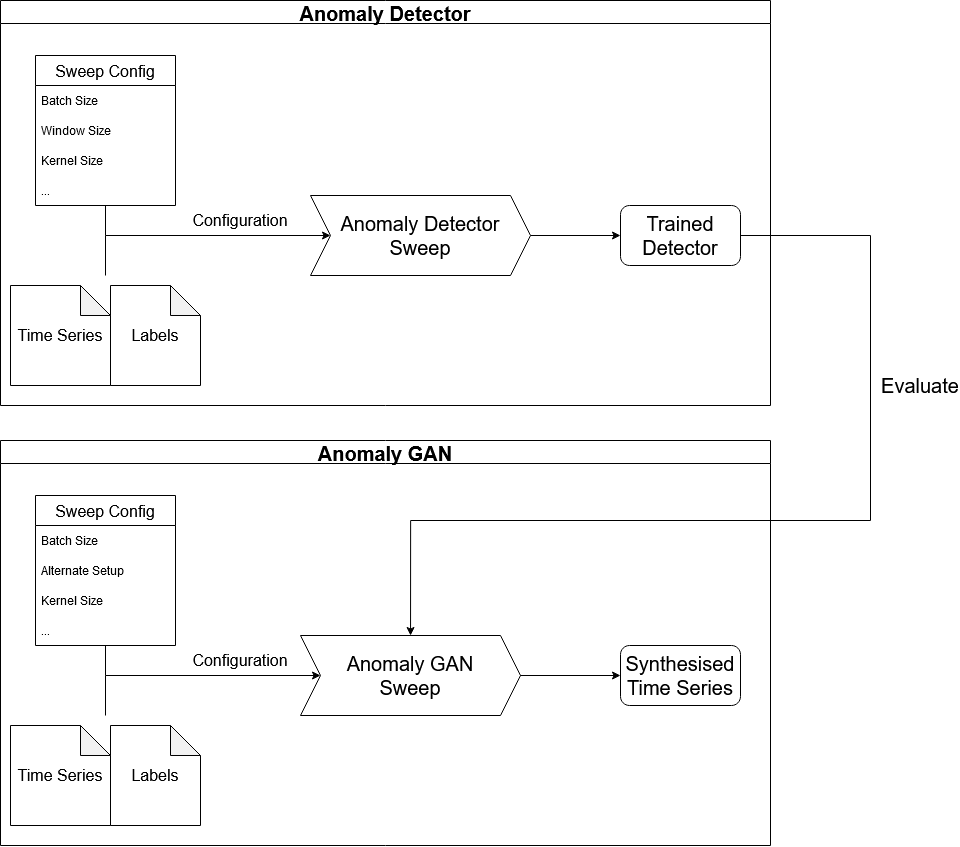 Anomaly Detector
Sweep Config
Batch Size
Window Size
Kernel Size
...
Configuration
Anomaly Detector
Sweep
Trained
Detector
Time Series
Labels
Evaluate
Anomaly GAN
Sweep Config
Batch Size
Alternate Setup
Kernel Size
...
Configuration
Anomaly GAN
Sweep
Synthesised
Time Series
Time Series
Labels